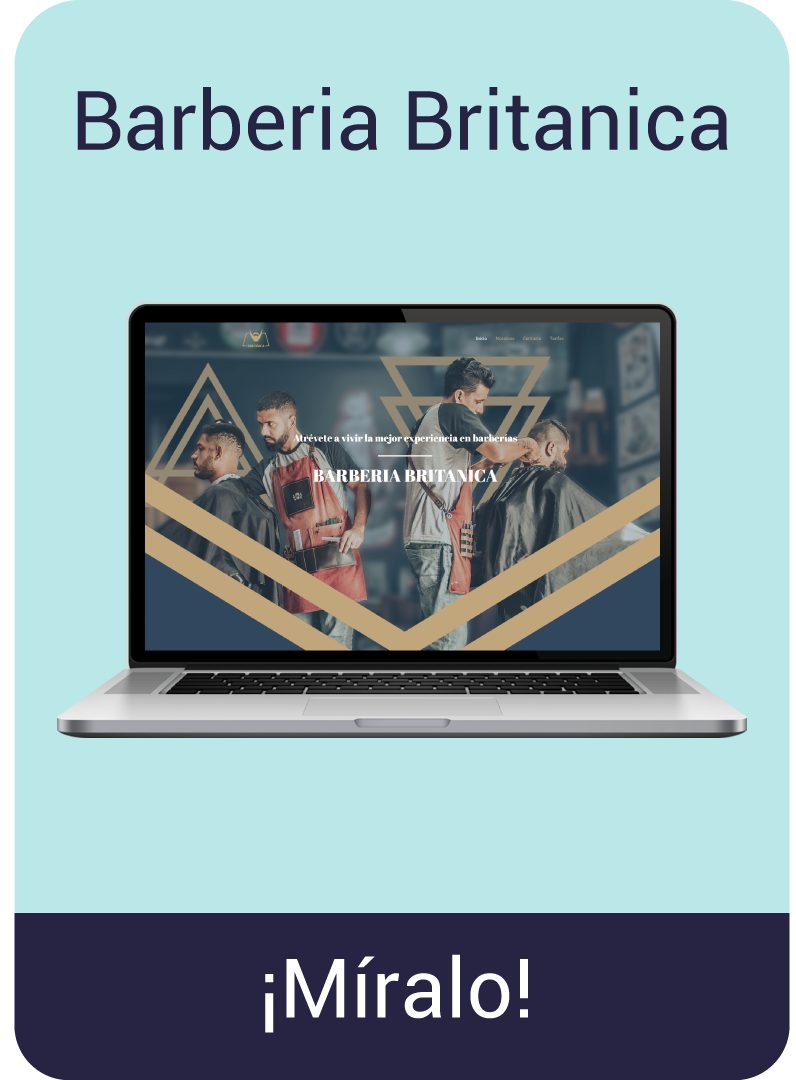 Barberia Britanica
Inicio Nosotros Contacto Tarifas
Atrévete a vivir la mejor experiencia en barberías
BARBERIA BRITANICA
¡Míralo!